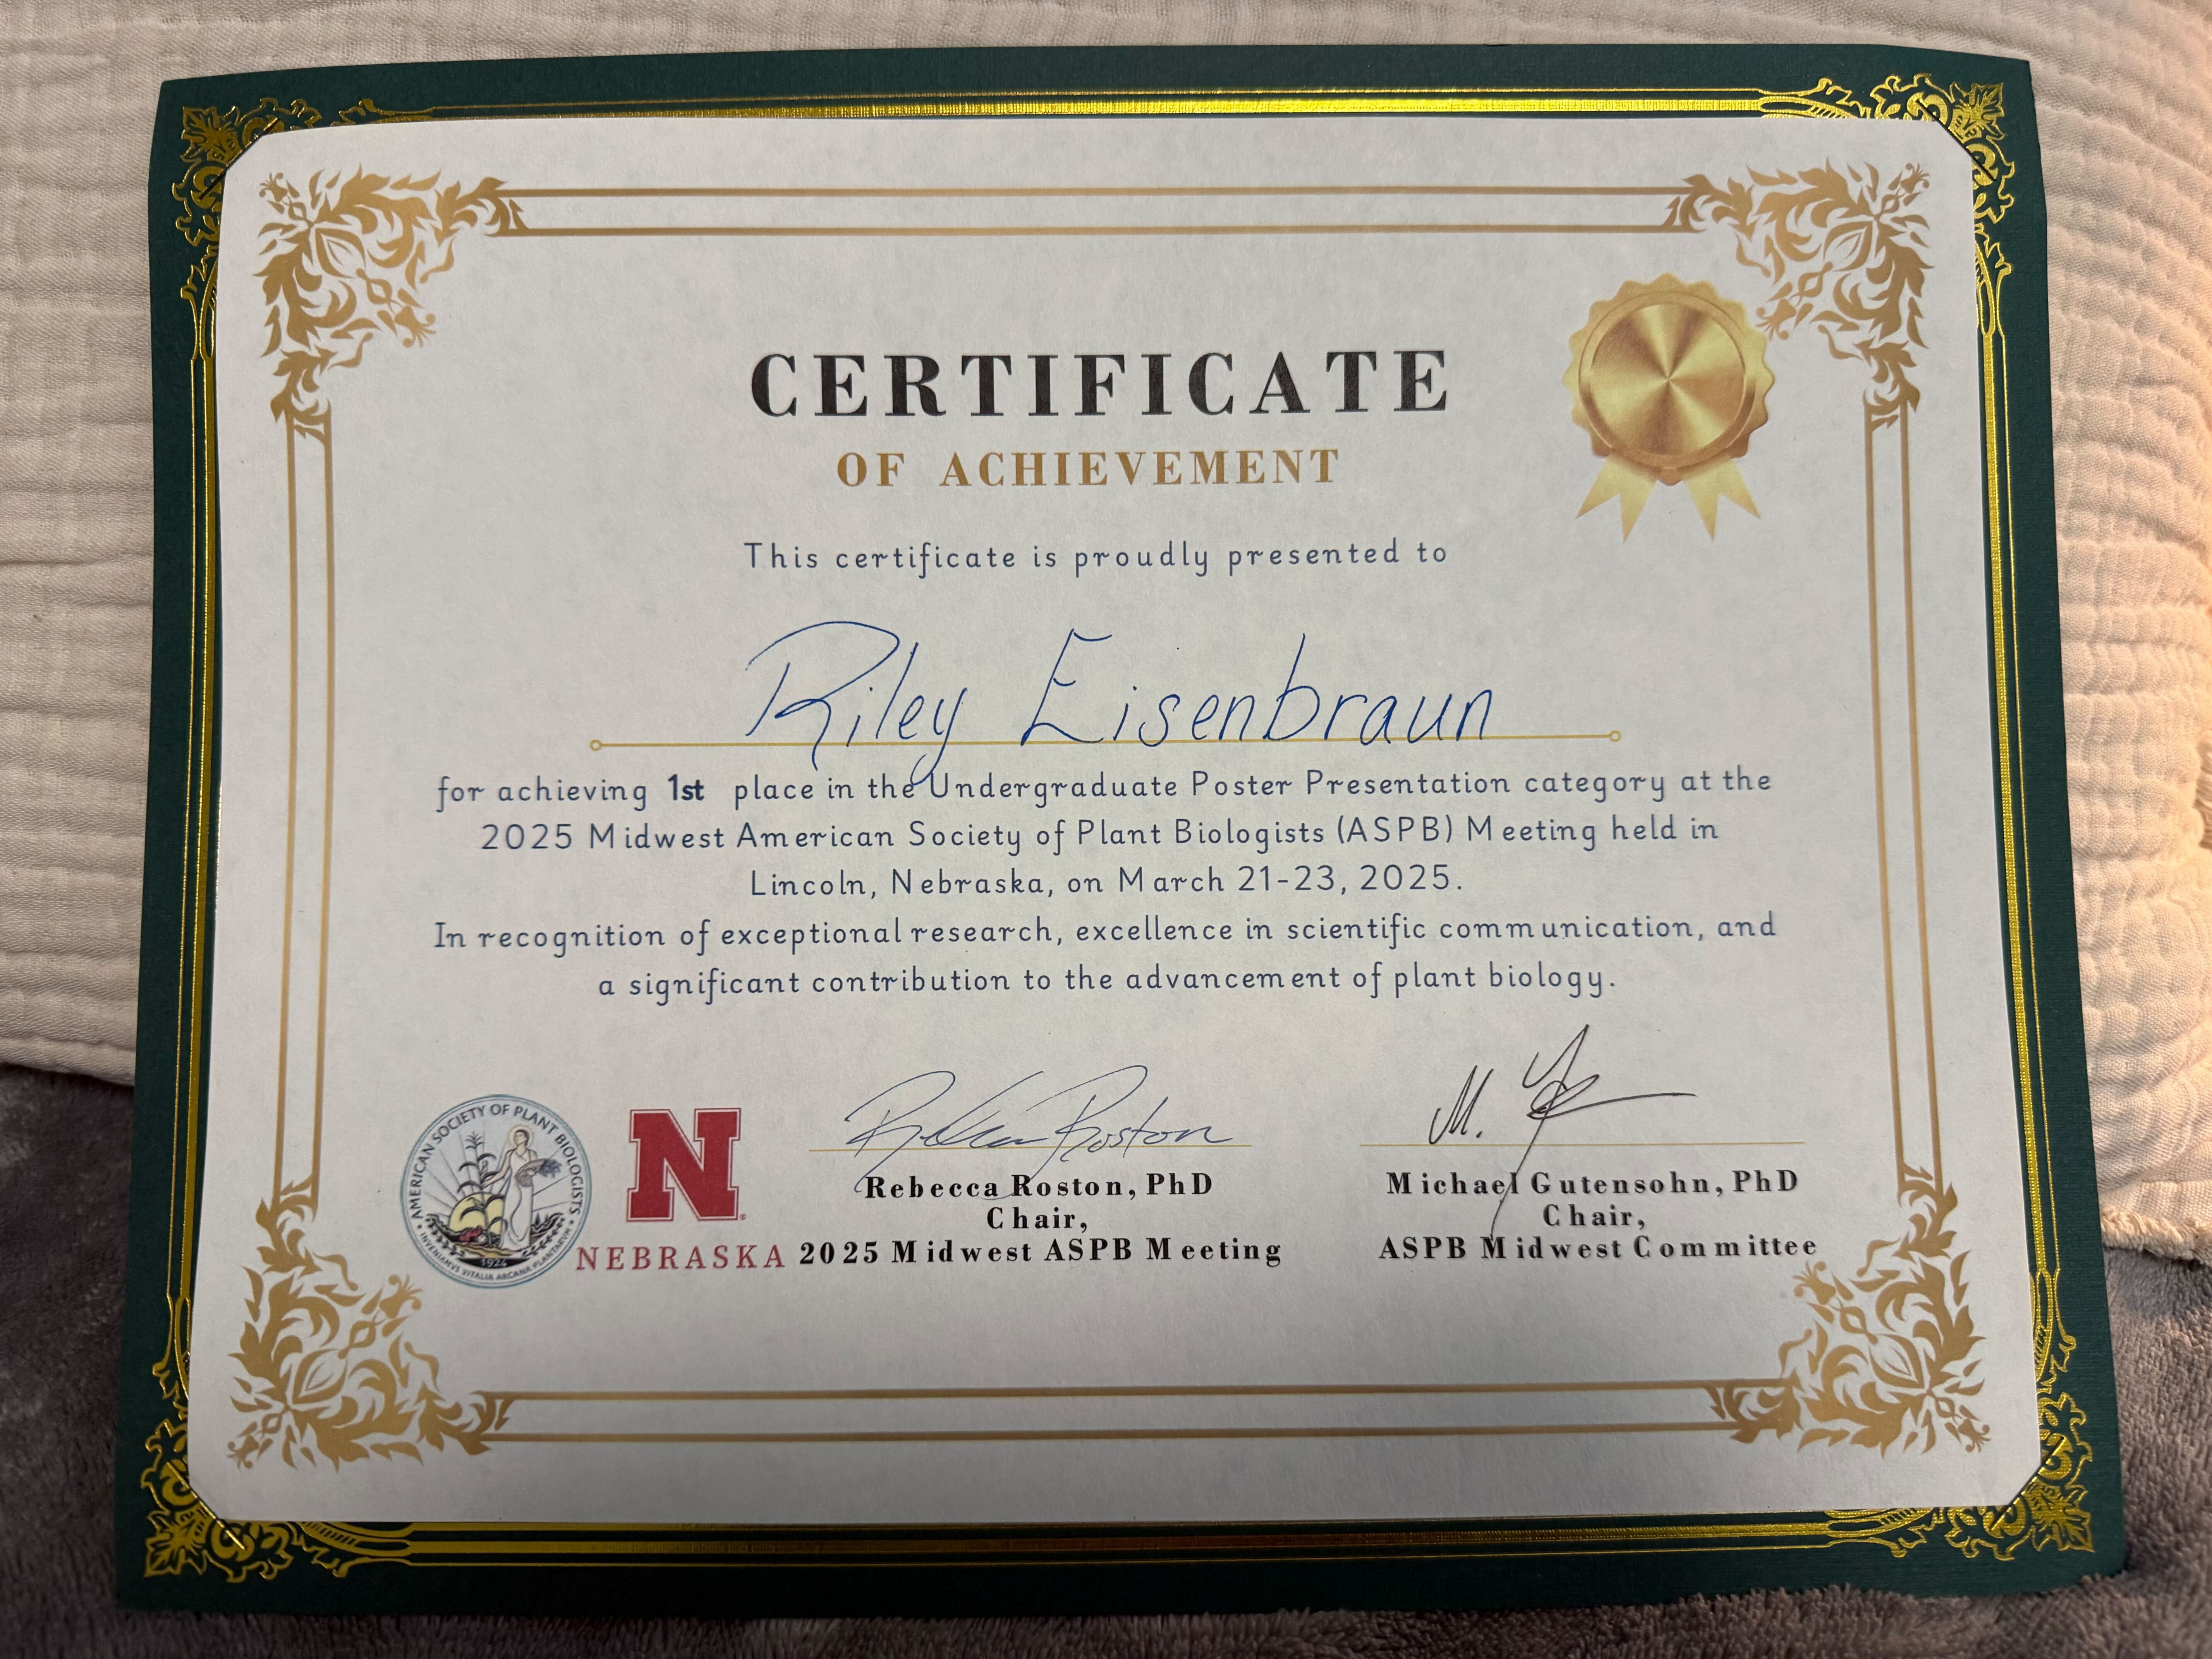 CERTIFICATE
OF ACHIEVEMENT
This certificate is proudly presented to
Riley Eisenbraun
for achieving 1st place in the Undergraduate Poster Presentation category at the
2025 Midwest American Society of Plant Biologists (ASPB) Meeting held in
Lincoln, Nebraska, on March 21-23, 2025.
In recognition of exceptional research, excellence in scientific communication, and
a significant contribution to the advancement of plant biology.
AMERICAN SOCIETY OF PLANT BIOLOGISTS
INVENIAMVS VITALIA ARCANA PLANTARVM
1924
N
NEBRASKA
Rebecca Roston
Rebecca Roston, PhD
Chair,
2025 Midwest ASPB Meeting
M.
Michael Gutensohn, PhD
Chair,
ASPB Midwest Committee